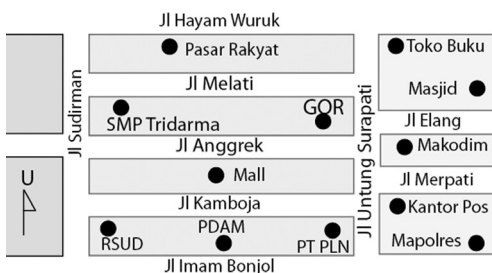 Jl Hayam Wuruk
Pasar Rakyat
Toko Buku
Jl Melati
Masjid
Jl Sudirman
SMP Tridarma
GOR
Jl Untung Surapati
Jl Elang
Jl Anggrek
Makodim
U
Mall
Jl Merpati
Jl Kamboja
Kantor Pos
RSUD
PDAM
PT PLN
Mapolres
Jl Imam Bonjol